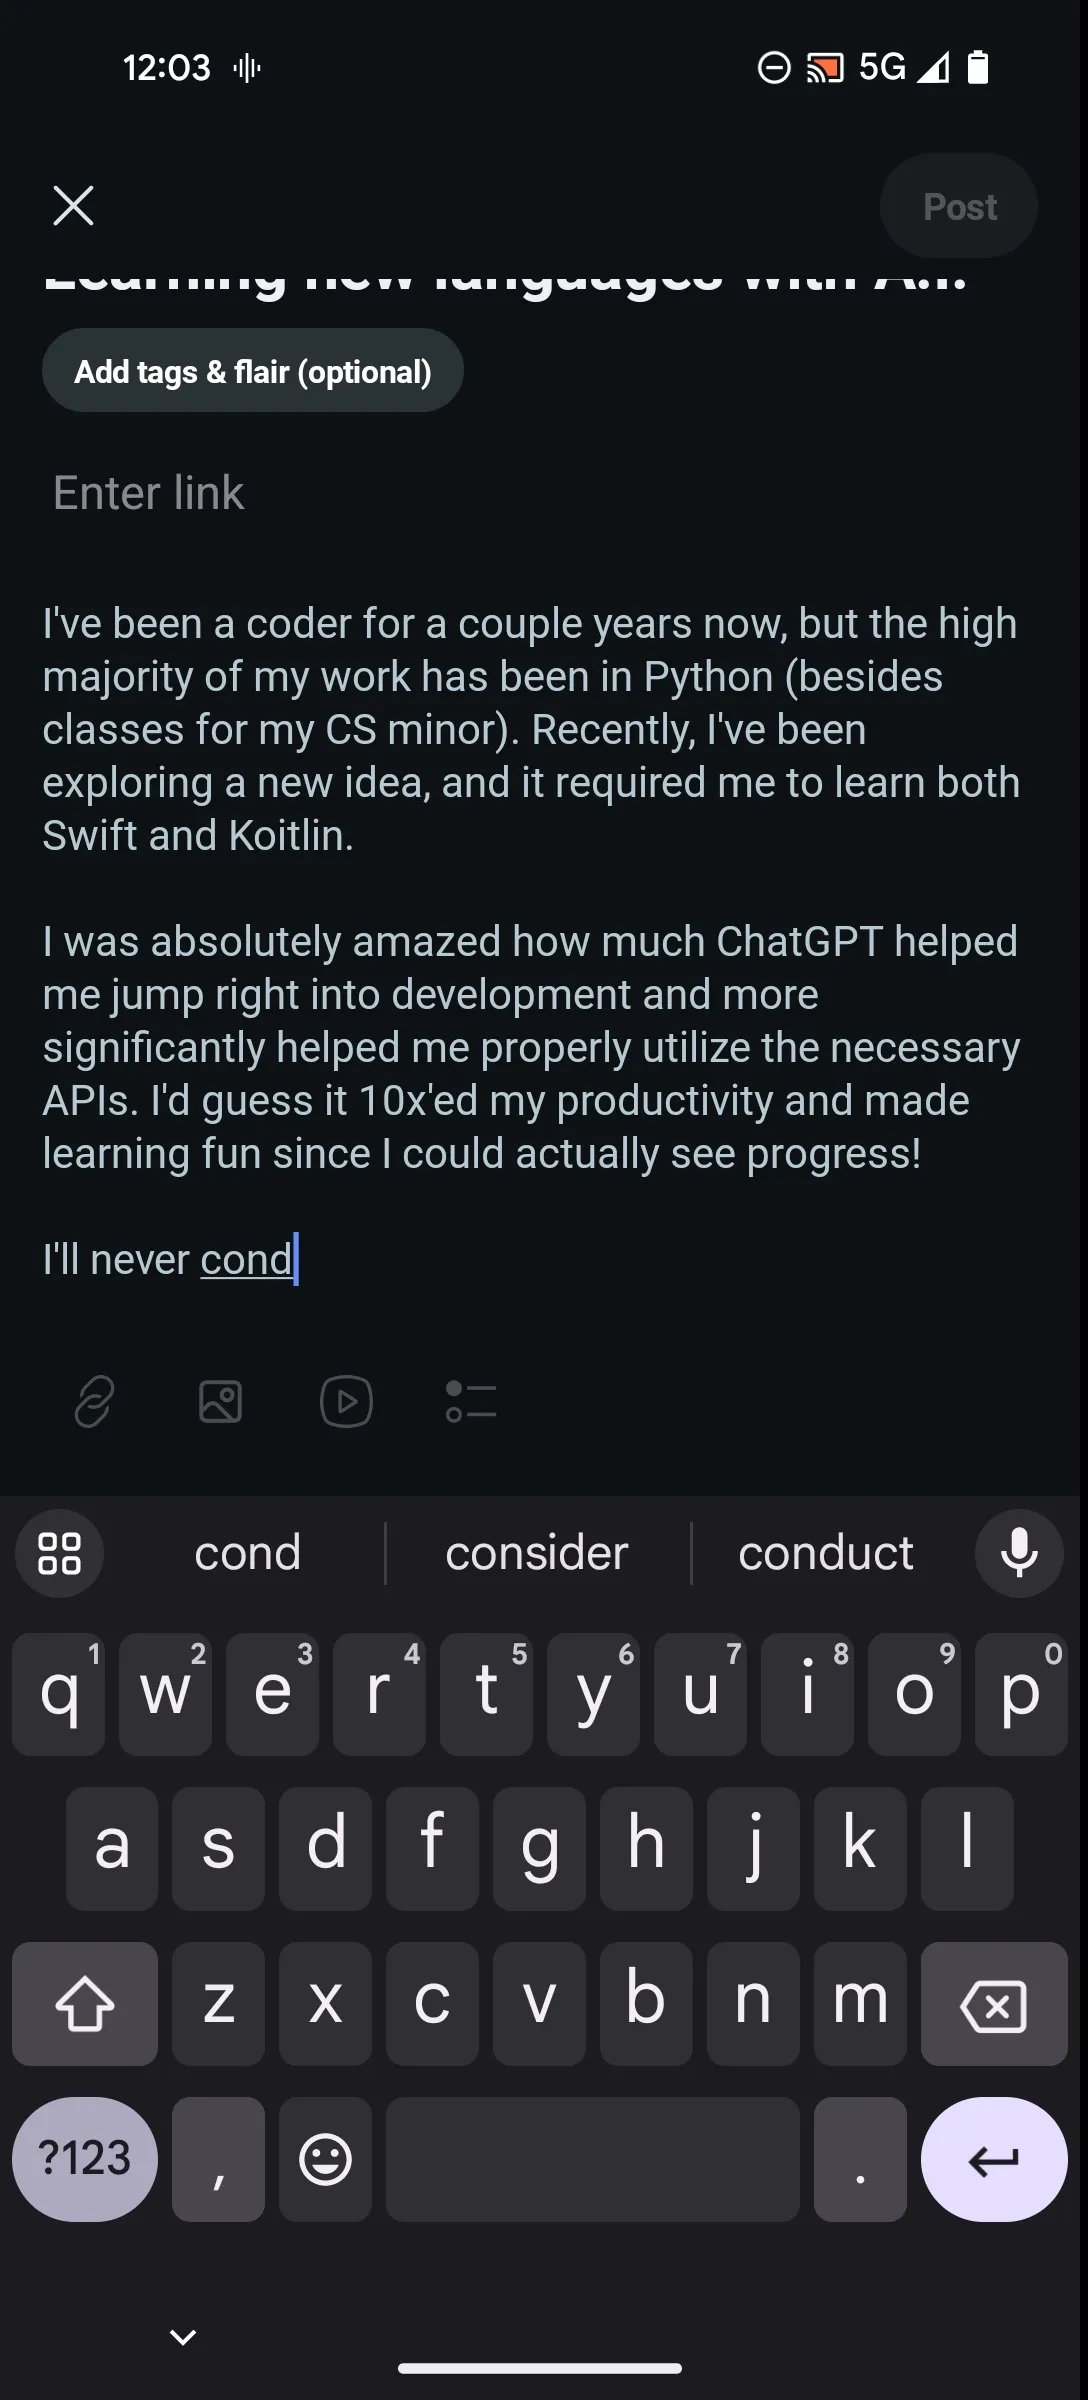 12:03
5G
Post
Learning new languages with A.I.
Add tags & flair (optional)
Enter link
I've been a coder for a couple years now, but the high
majority of my work has been in Python (besides
classes for my CS minor). Recently, I've been
exploring a new idea, and it required me to learn both
Swift and Koitlin.
I was absolutely amazed how much ChatGPT helped
me jump right into development and more
significantly helped me properly utilize the necessary
APIs. I'd guess it 10x'ed my productivity and made
learning fun since I could actually see progress!
I'll never cond
cond consider conduct
1 2 3 4 5 6 7 8 9 0
q w e r t y u i o p
a s d f g h j k l
z x c v b n m
?123 , .